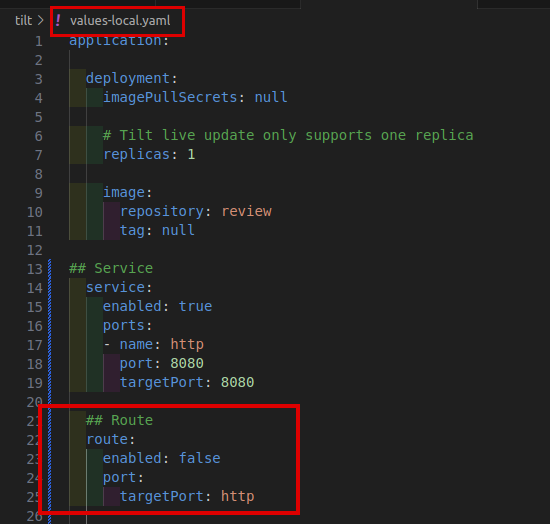 tilt > ! values-local.yaml
1 application:
2
3 deployment:
4 imagePullSecrets: null
5
6 # Tilt live update only supports one replica
7 replicas: 1
8
9 image:
10 repository: review
11 tag: null
12
13 ## Service
14 service:
15 enabled: true
16 ports:
17 - name: http
18 port: 8080
19 targetPort: 8080
20
21 ## Route
22 route:
23 enabled: false
24 port:
25 targetPort: http
26